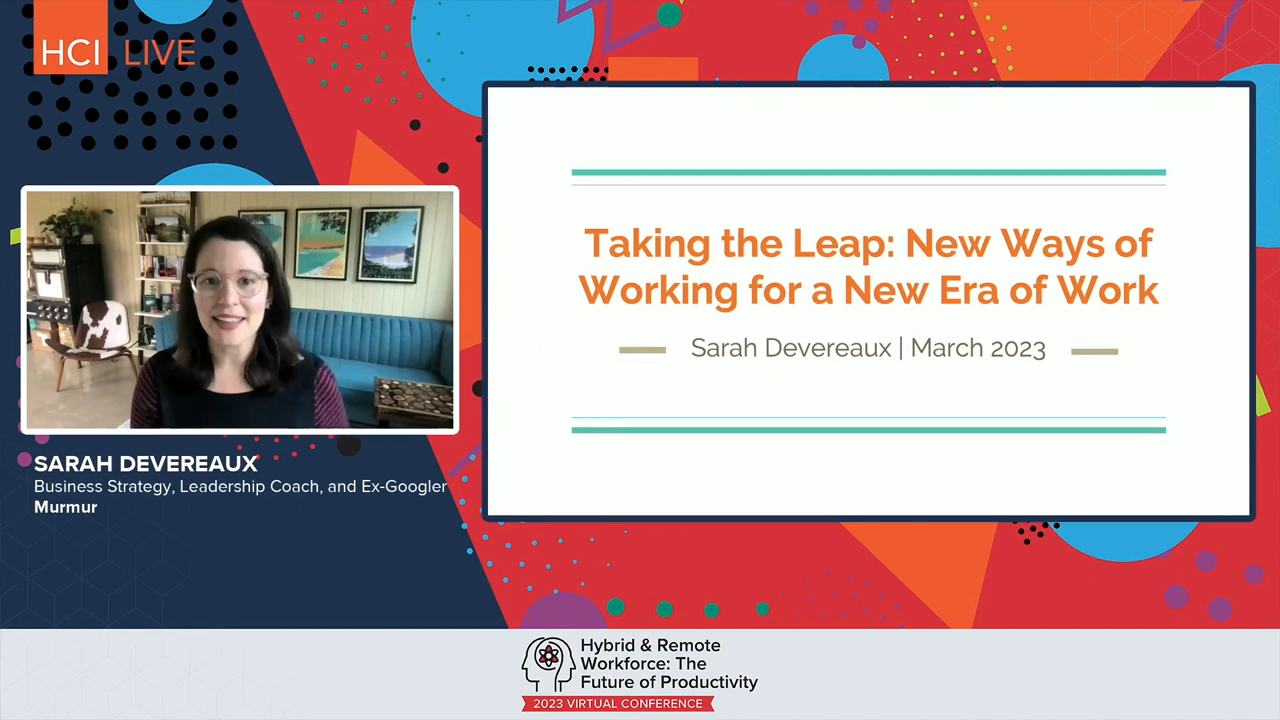 HCI LIVE
Taking the Leap: New Ways of
Working for a New Era of Work
Sarah Devereaux | March 2023
SARAH DEVEREAUX
Business Strategy, Leadership Coach, and Ex-Googler
Murmur
Hybrid & Remote
Workforce: The
Future of Productivity
2023 VIRTUAL CONFERENCE